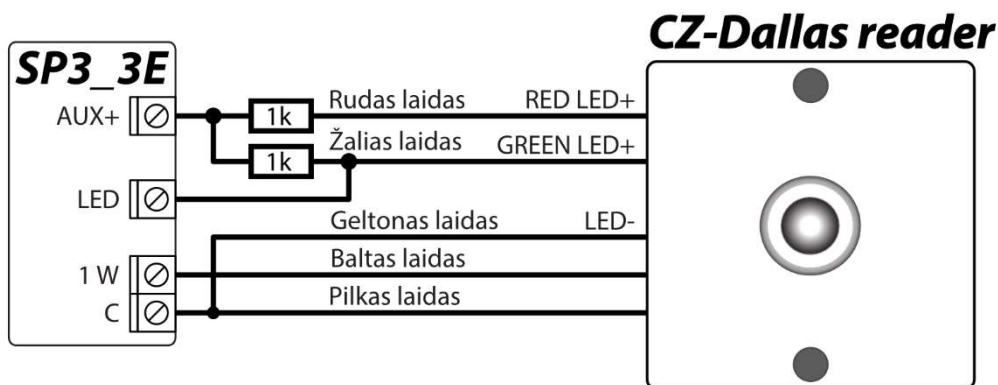 CZ-Dallas reader
SP3_3E
AUX+ 1k Rudas laidas RED LED+
1k Žalias laidas GREEN LED+
LED
Geltonas laidas LED-
1 W Baltas laidas
C Pilkas laidas